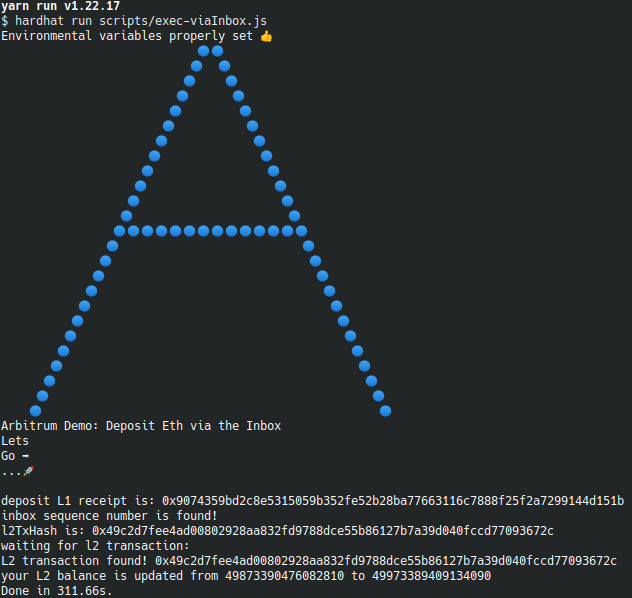 yarn run v1.22.17
$ hardhat run scripts/exec-viaInbox.js
Environmental variables properly set 👍
Arbitrum Demo: Deposit Eth via the Inbox
Lets
Go ➡
...🚀
deposit L1 receipt is: 0x9074359bd2c8e5315059b352fe52b28ba77663116c7888f25f2a7299144d151b
inbox sequence number is found!
l2TxHash is: 0x49c2d7fee4ad00802928aa832fd9788dce55b86127b7a39d040fccd77093672c
waiting for l2 transaction:
L2 transaction found! 0x49c2d7fee4ad00802928aa832fd9788dce55b86127b7a39d040fccd77093672c
your L2 balance is updated from 49873390476082810 to 49973389409134090
Done in 311.66s.